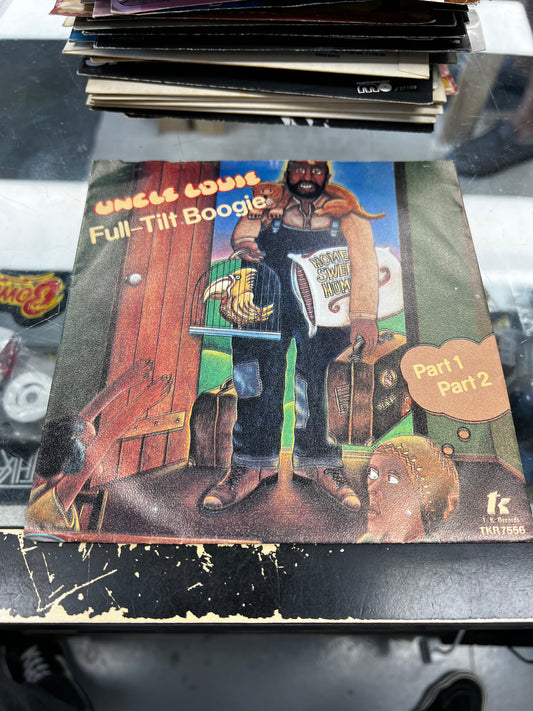 UNCLE LOUIE
Full-Tilt Boogie
HOME
SWEET
HOME
Part 1
Part 2
tk
T. K. Records
TKR 7556